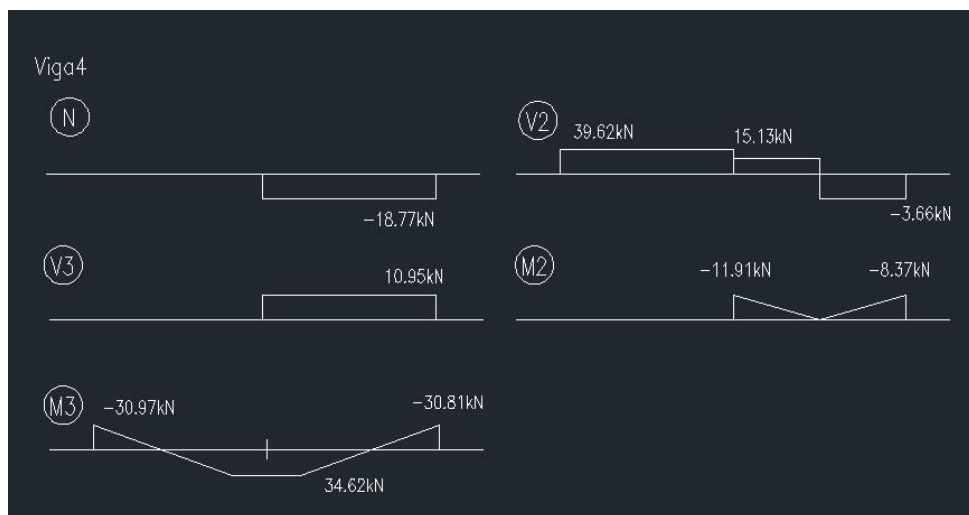 Viga4
N
-18.77kN
V2
39.62kN
15.13kN
-3.66kN
V3
10.95kN
M2
-11.91kN
-8.37kN
M3
-30.97kN
-30.81kN
34.62kN